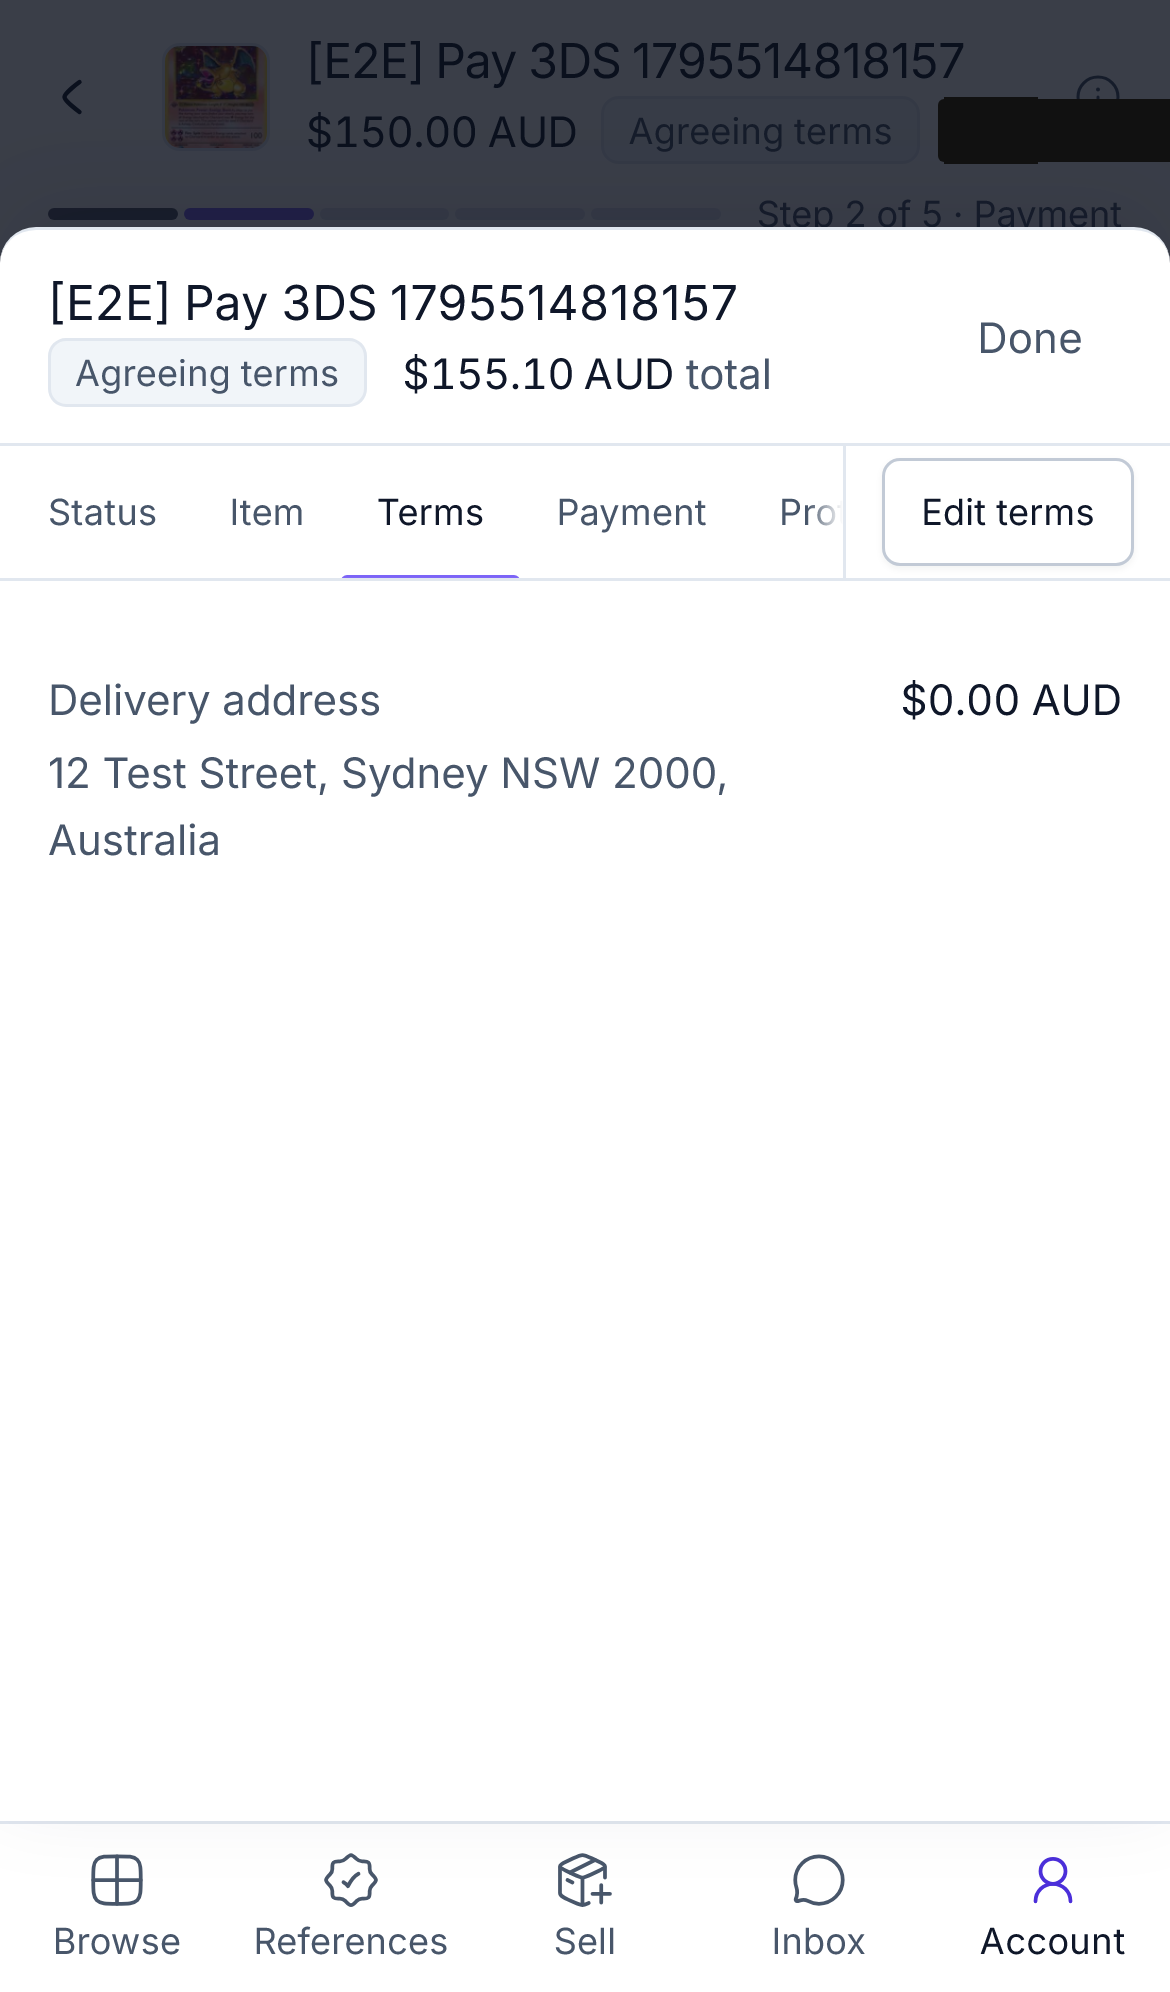 [E2E] Pay 3DS 1795514818157
$150.00 AUD Agreeing terms
Step 2 of 5 · Payment
[E2E] Pay 3DS 1795514818157
Agreeing terms $155.10 AUD total
Done
Status Item Terms Payment Pro
Edit terms
Delivery address $0.00 AUD
12 Test Street, Sydney NSW 2000,
Australia
Browse References Sell Inbox Account